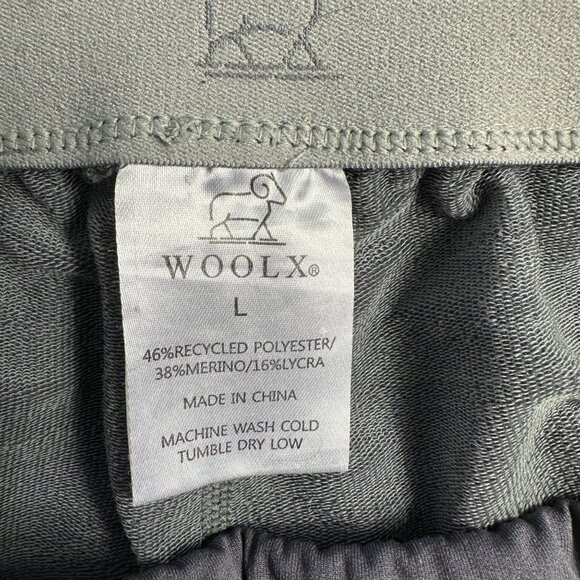 WOOLX®
L
46%RECYCLED POLYESTER/
38%MERINO/16%LYCRA
MADE IN CHINA
MACHINE WASH COLD
TUMBLE DRY LOW